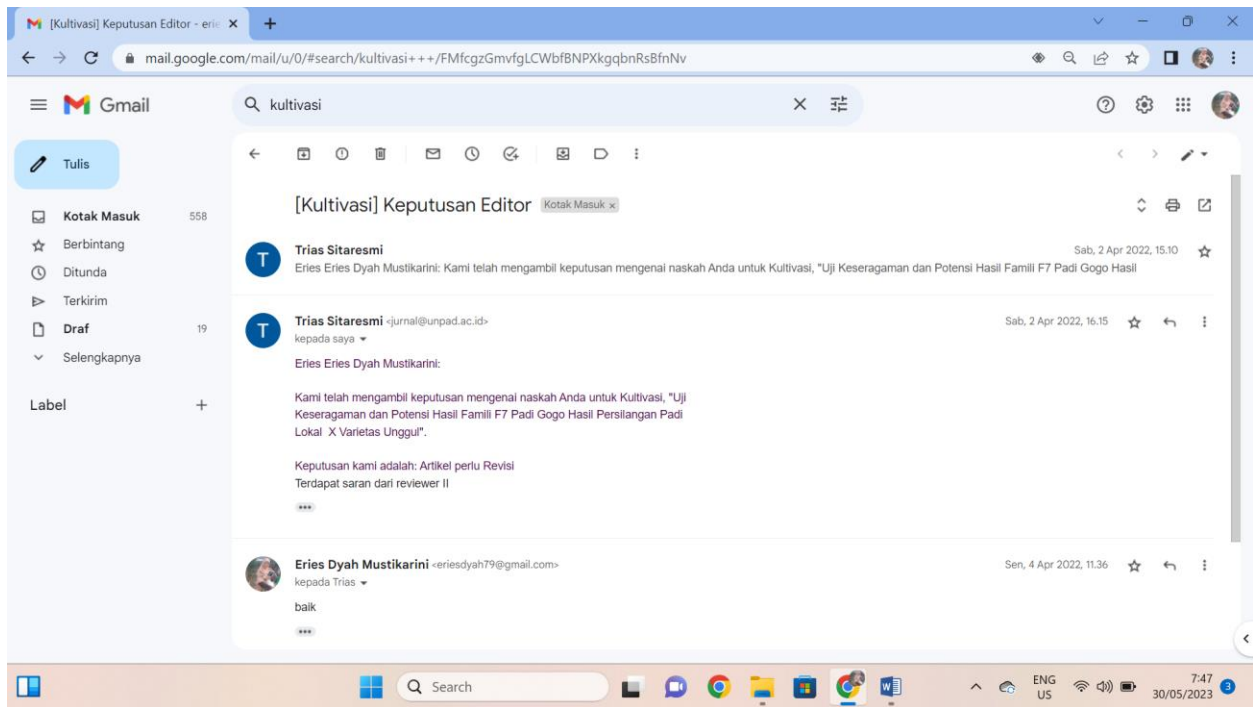 [Kultivasi] Keputusan Editor - erie
mail.google.com/mail/u/0/#search/kultivasi+++/FMfcgzGmvfgLCWbfBNPXkgqbnRsBfnNv
Gmail
kultivasi
Tulis
Kotak Masuk 558
Berbintang
Ditunda
Terkirim
Draf 19
Selengkapnya
Label
[Kultivasi] Keputusan Editor Kotak Masuk x
Trias Sitaresmi Sab, 2 Apr 2022, 15.10
Eries Eries Dyah Mustikarini: Kami telah mengambil keputusan mengenai naskah Anda untuk Kultivasi, "Uji Keseragaman dan Potensi Hasil Famili F7 Padi Gogo Hasil
T
Trias Sitaresmi <jurnal@unpad.ac.id> Sab, 2 Apr 2022, 16.15
kepada saya
T
Eries Eries Dyah Mustikarini:
Kami telah mengambil keputusan mengenai naskah Anda untuk Kultivasi, "Uji
Keseragaman dan Potensi Hasil Famili F7 Padi Gogo Hasil Persilangan Padi
Lokal X Varietas Unggul".
Keputusan kami adalah: Artikel perlu Revisi
Terdapat saran dari reviewer II
Eries Dyah Mustikarini <eriesdyah79@gmail.com> Sen, 4 Apr 2022, 11.36
kepada Trias
baik
Search
ENG
US
7:47
30/05/2023
3